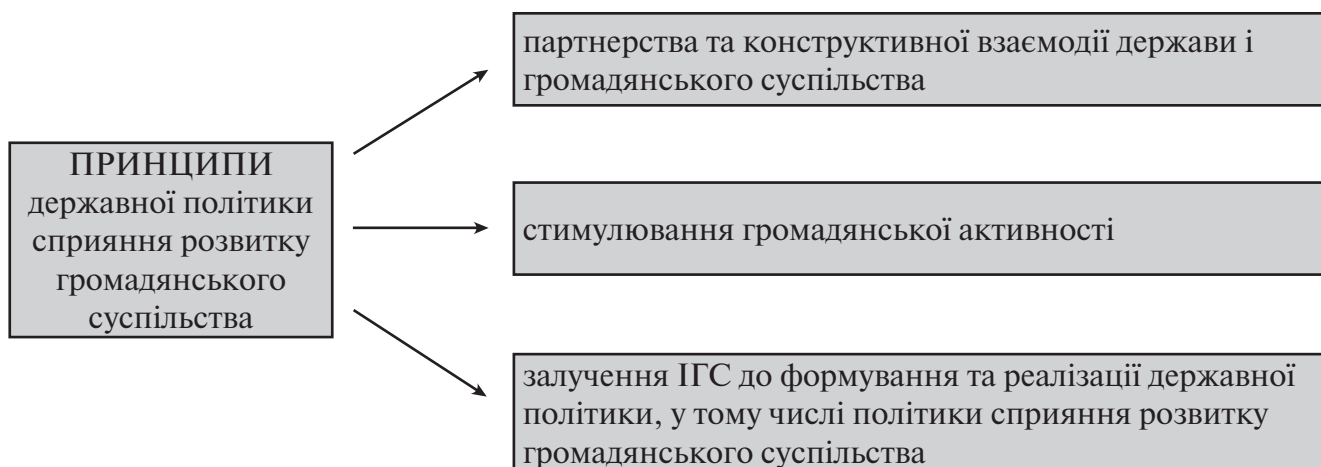 ПРИНЦИПИ
державної політики
сприяння розвитку
громадянського
суспільства
партнерства та конструктивної взаємодії держави і
громадянського суспільства
стимулювання громадянської активності
залучення ІГС до формування та реалізації державної
політики, у тому числі політики сприяння розвитку
громадянського суспільства